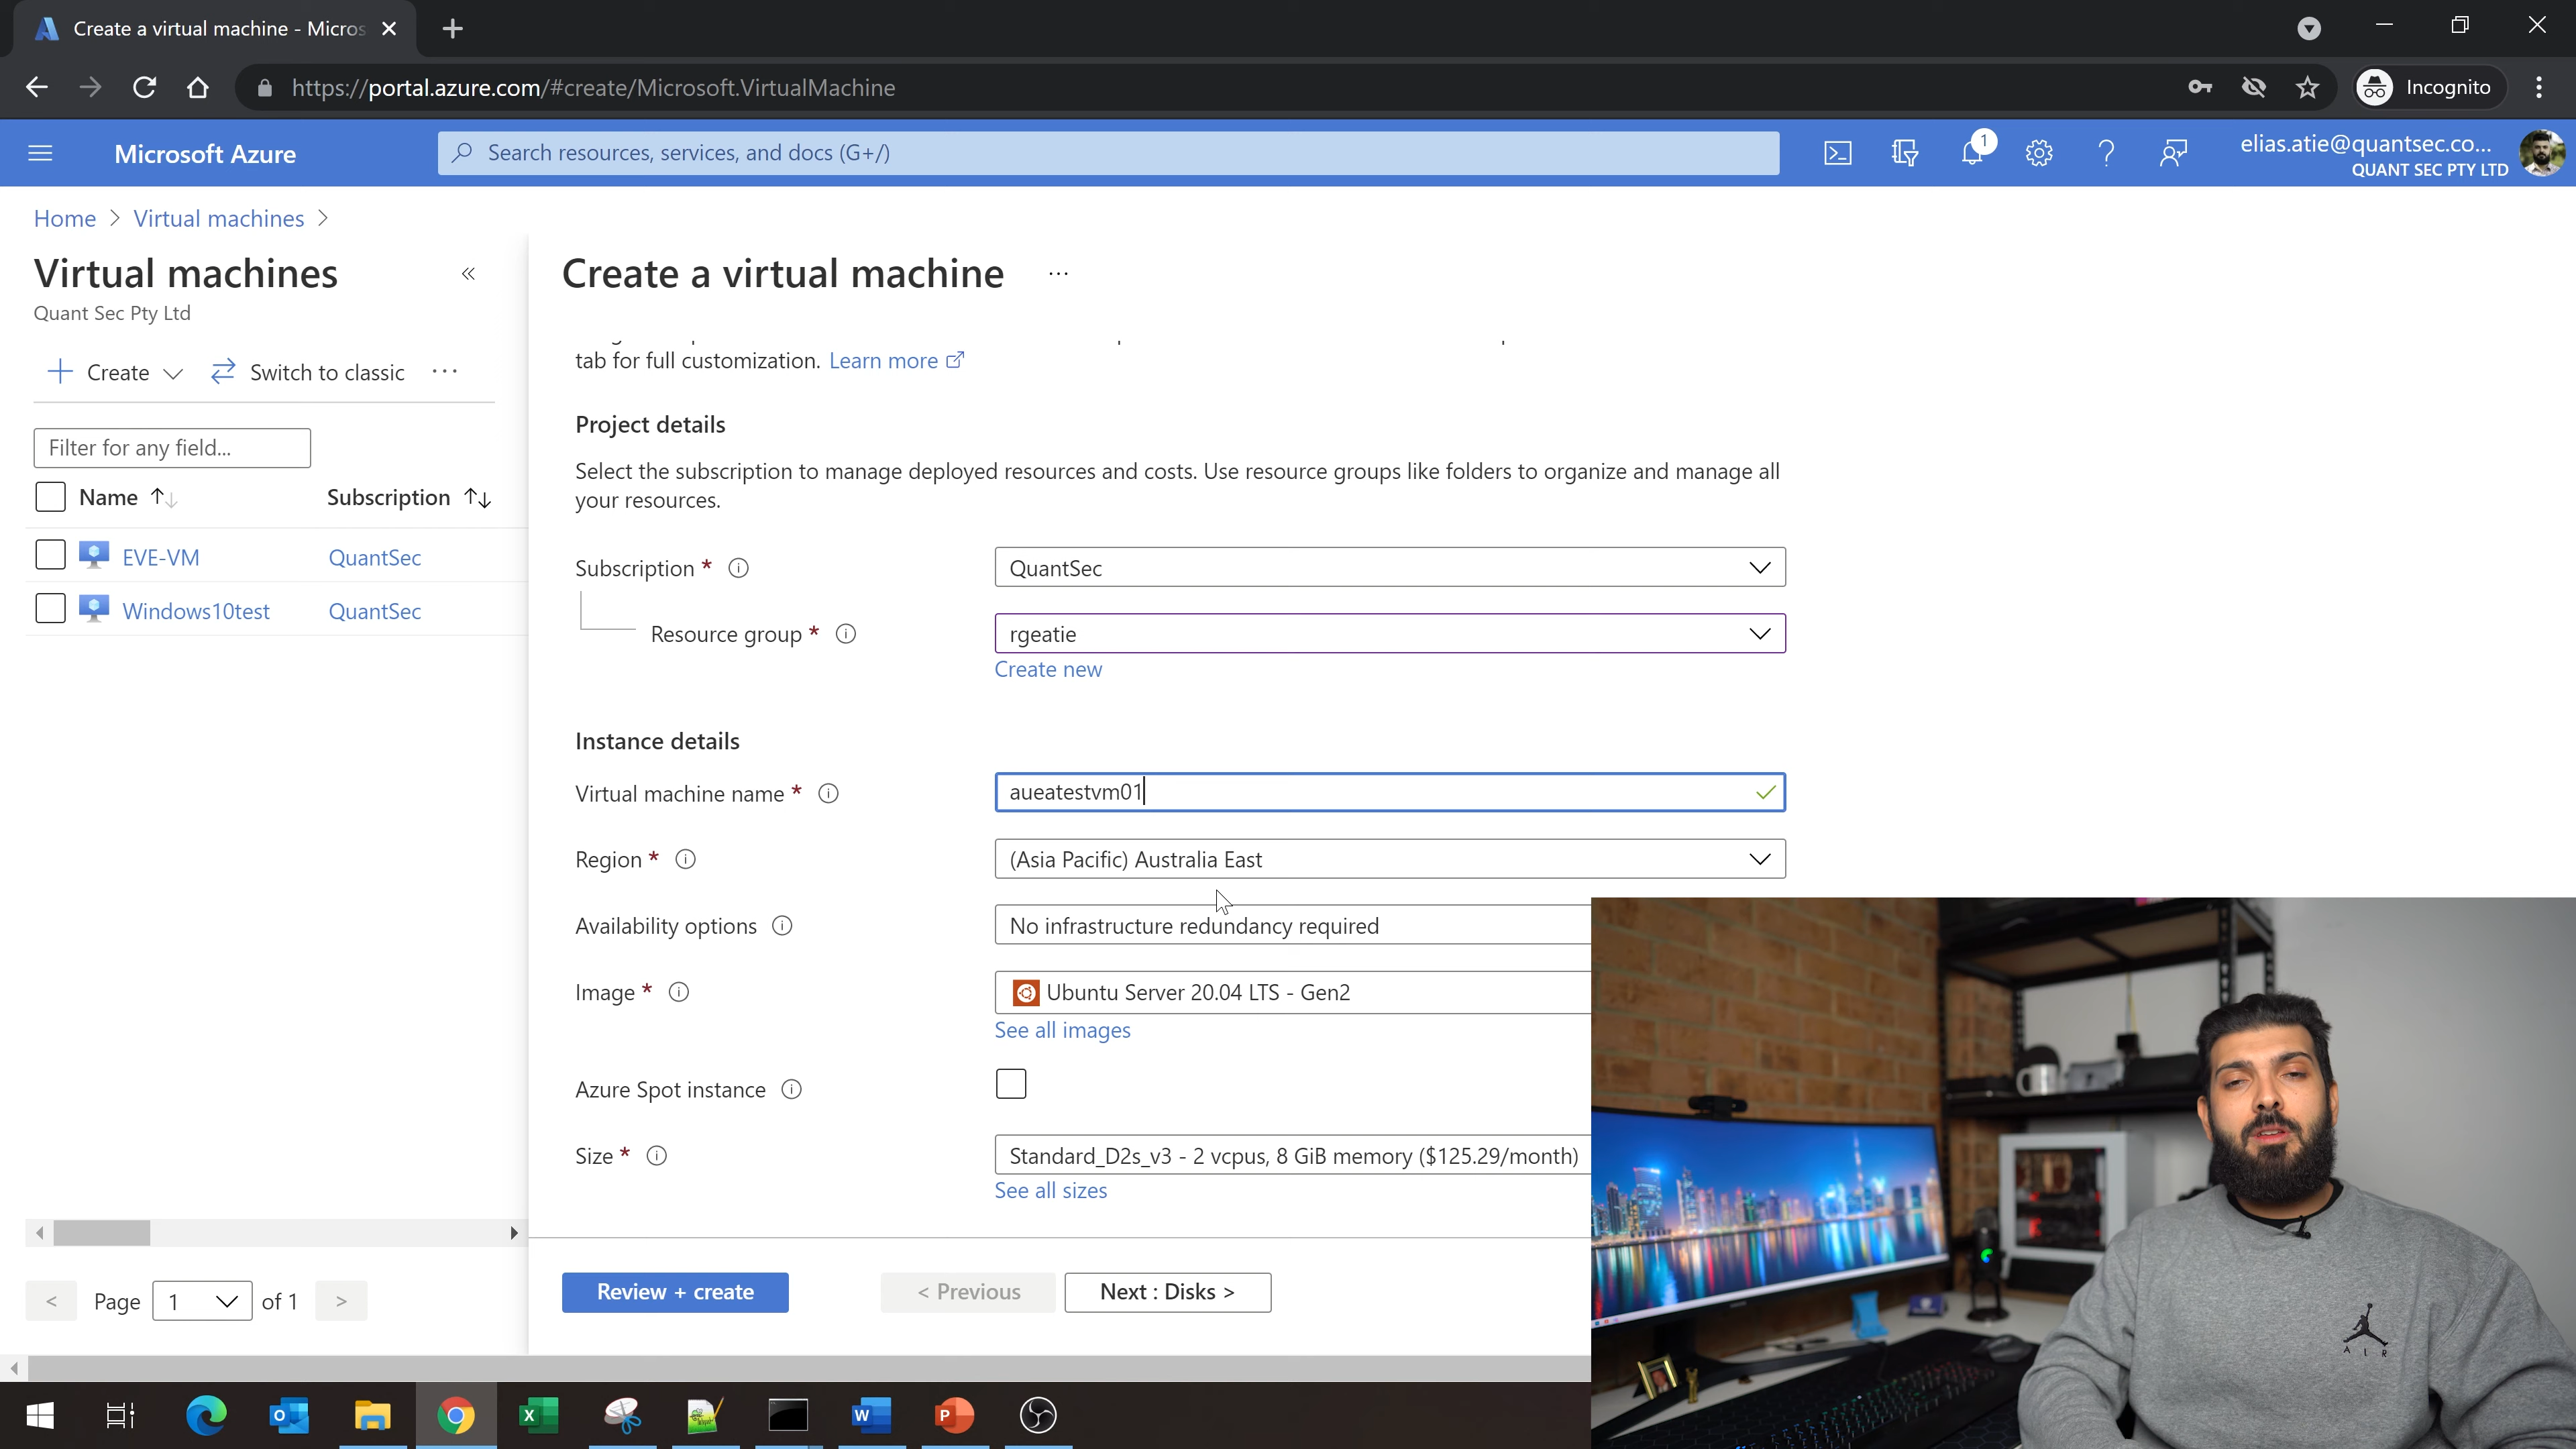 Create a virtual machine - Micros
https://portal.azure.com/#create/Microsoft.VirtualMachine
Incognito
Microsoft Azure
Search resources, services, and docs (G+/)
1
elias.atie@quantsec.co...
QUANT SEC PTY LTD
Home > Virtual machines >
Virtual machines
Quant Sec Pty Ltd
Create
Switch to classic
Filter for any field...
Name
Subscription
EVE-VM
QuantSec
Windows10test
QuantSec
Page 1 of 1
Create a virtual machine
tab for full customization. Learn more
Project details
Select the subscription to manage deployed resources and costs. Use resource groups like folders to organize and manage all
your resources.
Subscription *
QuantSec
Resource group *
rgeatie
Create new
Instance details
Virtual machine name *
aueatestvm01
Region *
(Asia Pacific) Australia East
Availability options
No infrastructure redundancy required
Image *
Ubuntu Server 20.04 LTS - Gen2
See all images
Azure Spot instance
Size *
Standard_D2s_v3 - 2 vcpus, 8 GiB memory ($125.29/month)
See all sizes
Review + create
< Previous
Next : Disks >
AIR